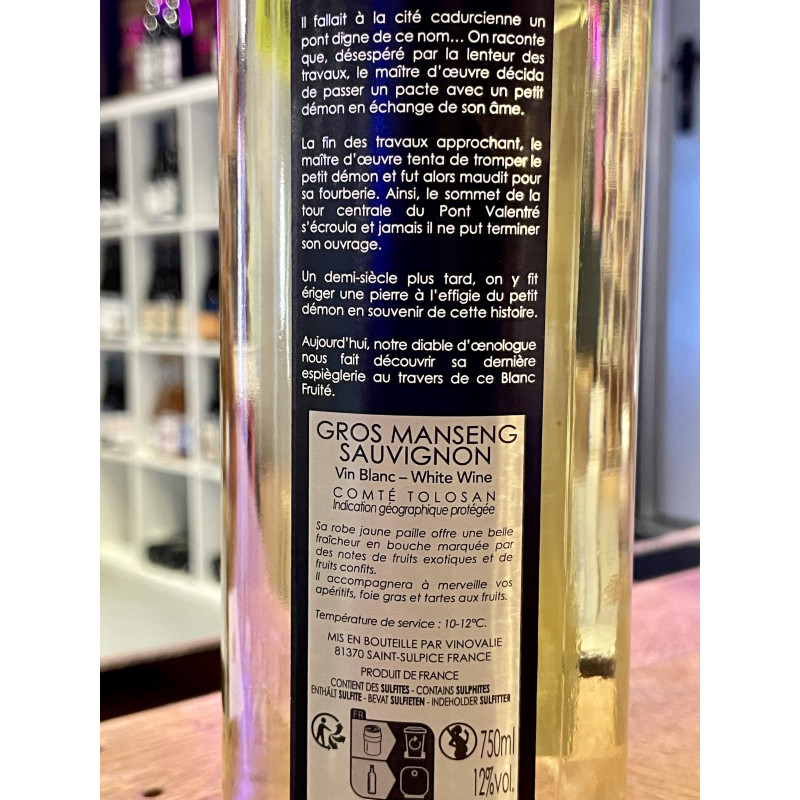 Il fallait à la cité cadurcienne un
pont digne de ce nom... On raconte
que, désespéré par la lenteur des
travaux, le maître d'œuvre décida
de passer un pacte avec un petit
démon en échange de son âme.
La fin des travaux approchant, le
maître d'œuvre tenta de tromper le
petit démon et fut alors maudit pour
sa fourberie. Ainsi, le sommet de la
tour centrale du Pont Valentré
s'écroula et jamais il ne put terminer
son ouvrage.
Un demi-siècle plus tard, on y fit
ériger une pierre à l'effigie du petit
démon en souvenir de cette histoire.
Aujourd'hui, notre diable d'œnologue
nous fait découvrir sa dernière
espièglerie au travers de ce Blanc
Fruité.
GROS MANSENG
SAUVIGNON
Vin Blanc – White Wine
COMTÉ TOLOSAN
Indication géographique protégée
Sa robe jaune paille offre une belle
fraîcheur en bouche marquée par
des notes de fruits exotiques et de
fruits confits.
Il accompagnera à merveille vos
apéritifs, foie gras et tartes aux fruits.
Température de service : 10-12°C.
MIS EN BOUTEILLE PAR VINOVALIE
81370 SAINT-SULPICE FRANCE
PRODUIT DE FRANCE
CONTIENT DES SULFITES - CONTAINS SULPHITES
ENTHÄLT SULFITE - BEVAT SULFIETEN - INDEHOLDER SULFITTER
FR
750ml
12%vol.